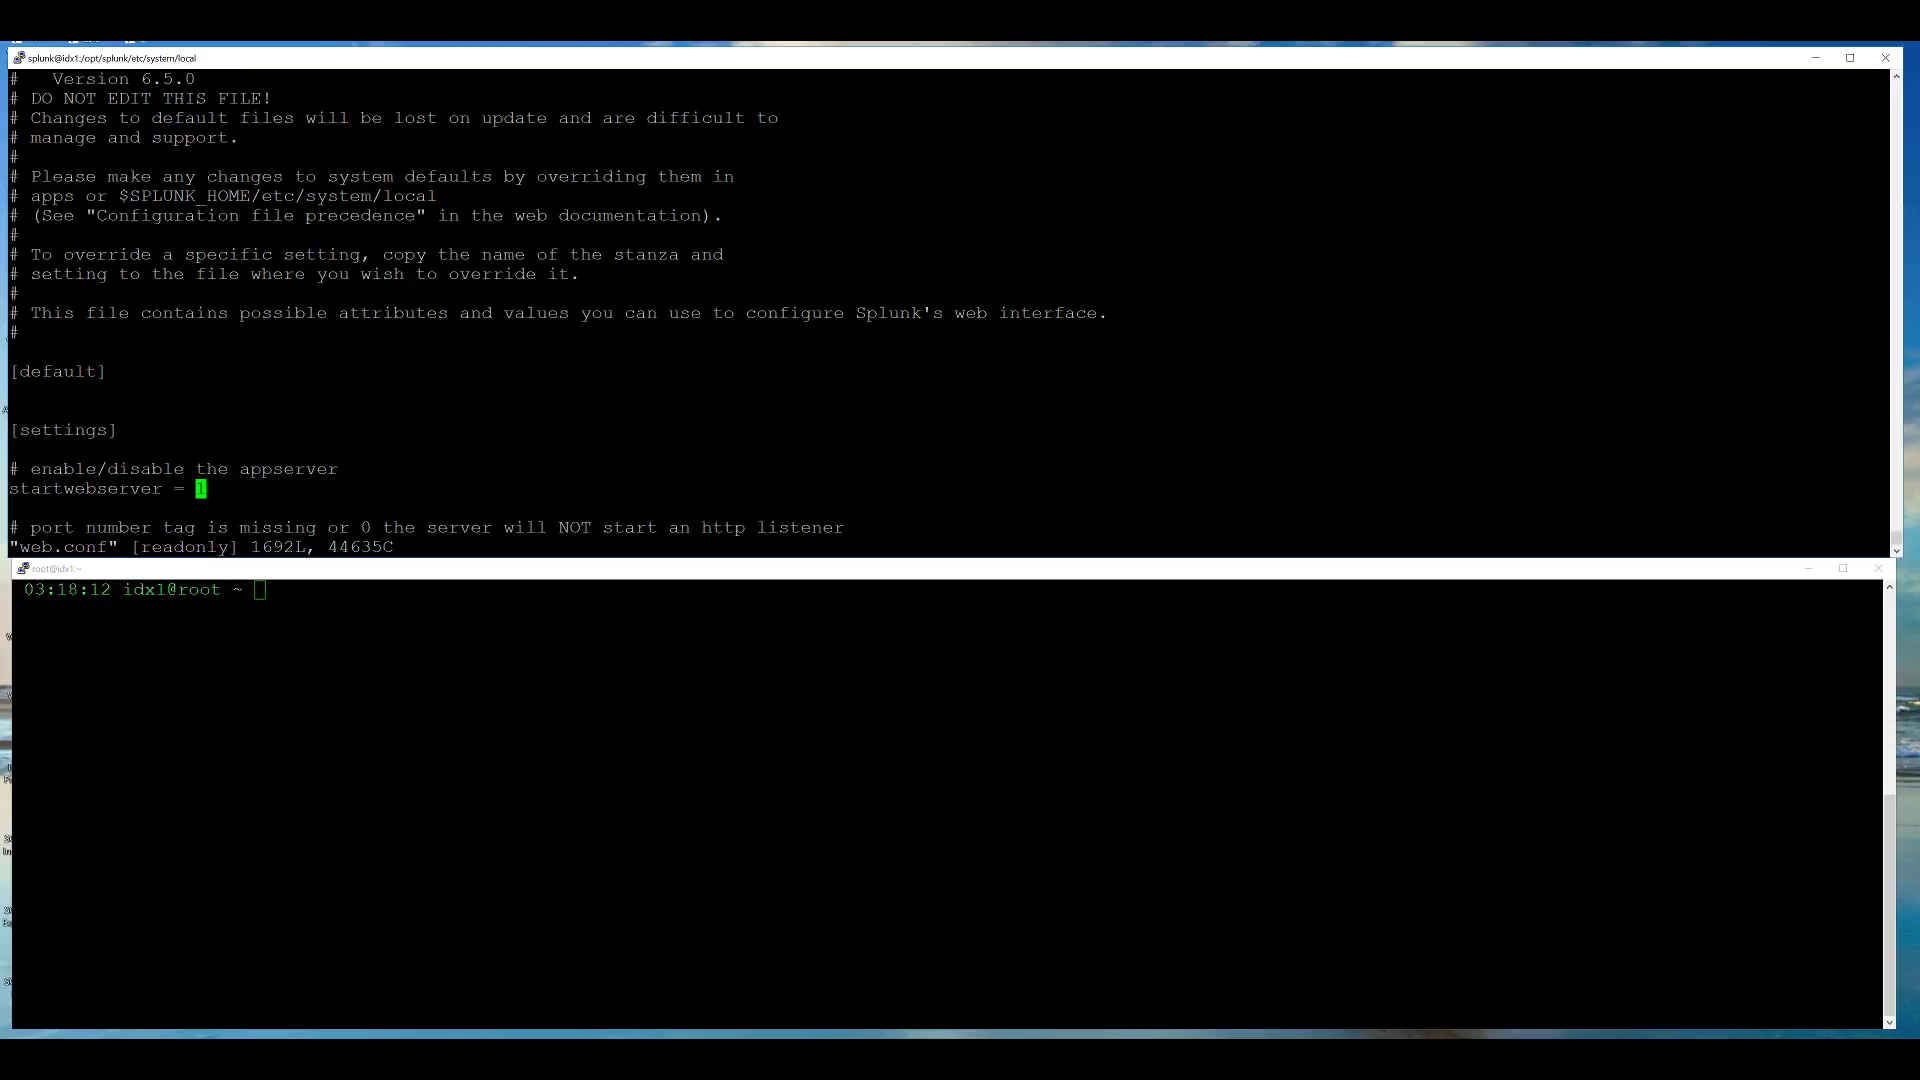 splunk@idx1:/opt/splunk/etc/system/local
#   Version 6.5.0
# DO NOT EDIT THIS FILE!
# Changes to default files will be lost on update and are difficult to
# manage and support.
#
# Please make any changes to system defaults by overriding them in
# apps or $SPLUNK_HOME/etc/system/local
# (See "Configuration file precedence" in the web documentation).
#
# To override a specific setting, copy the name of the stanza and
# setting to the file where you wish to override it.
#
# This file contains possible attributes and values you can use to configure Splunk's web interface.
#
[default]
[settings]
# enable/disable the appserver
startwebserver = 1
# port number tag is missing or 0 the server will NOT start an http listener
"web.conf" [readonly] 1692L, 44635C
root@idx1:~
03:18:12 idx1@root ~